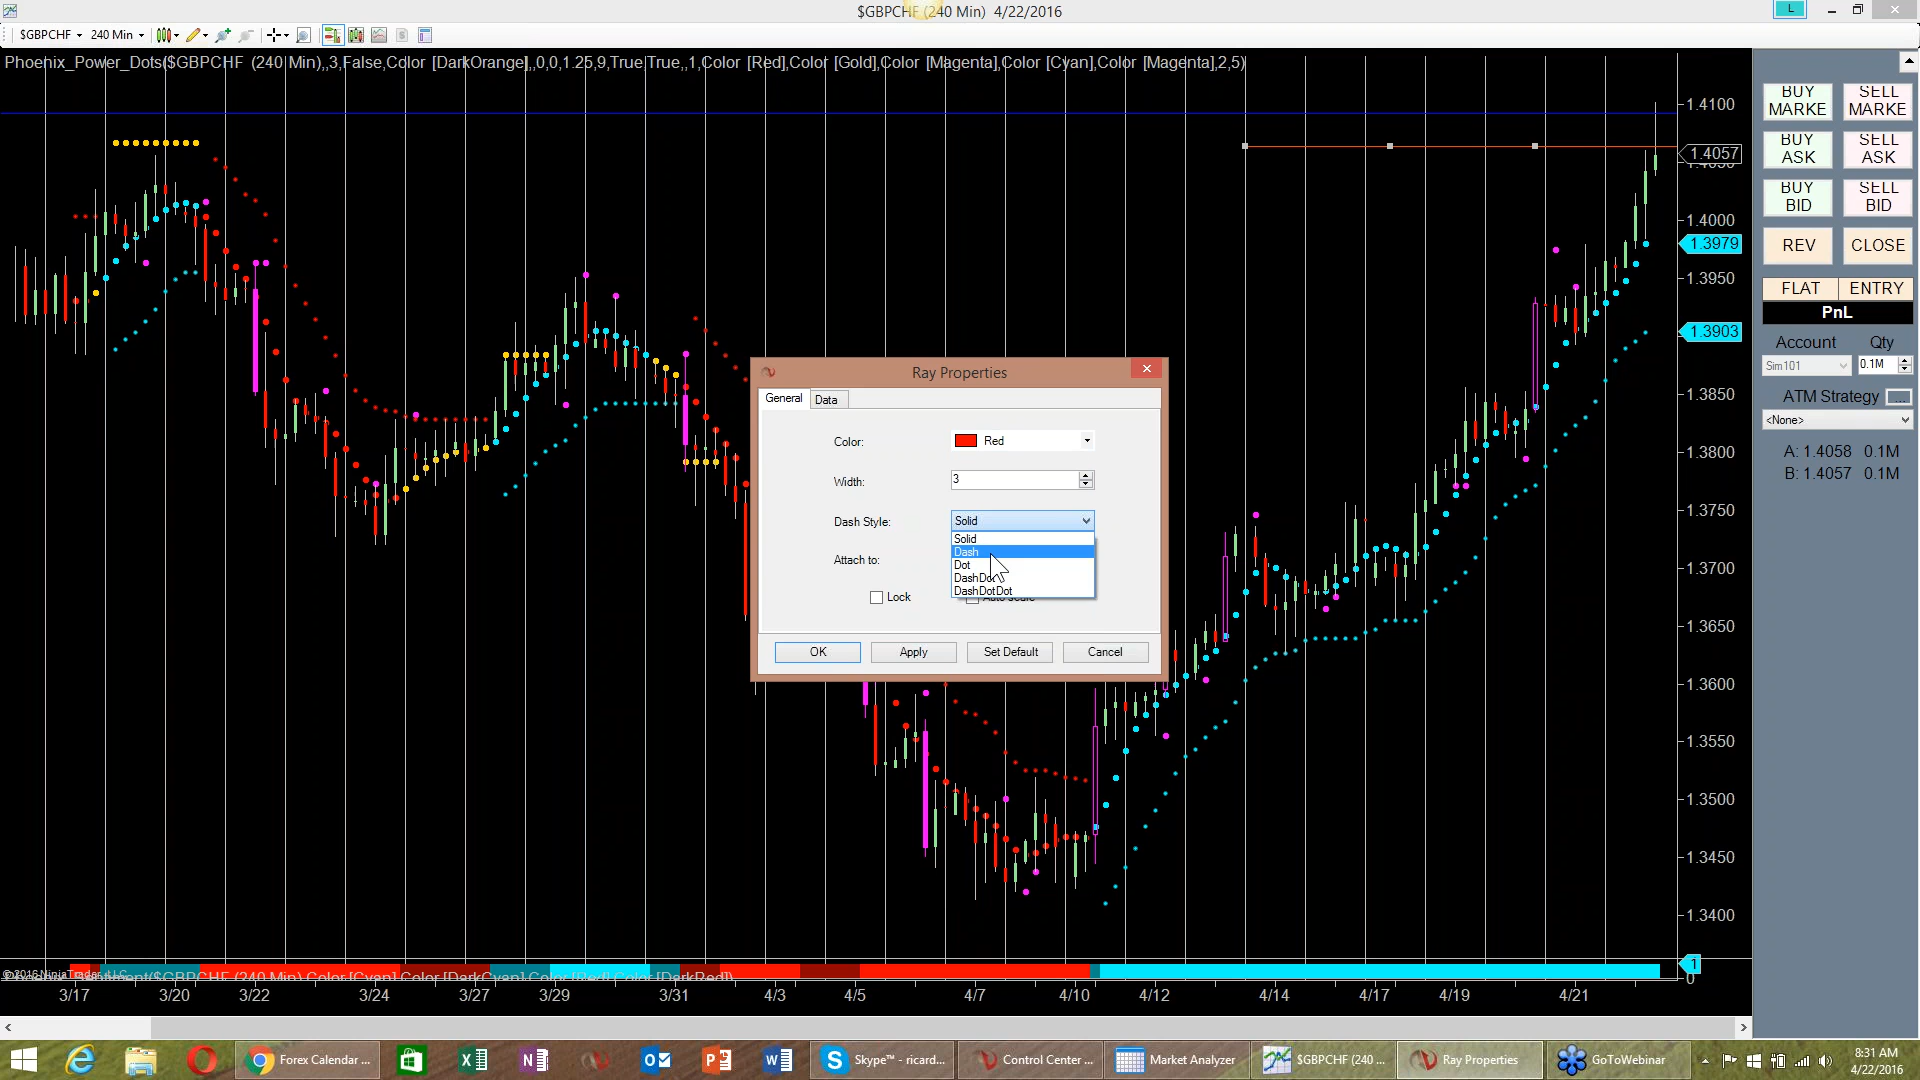 $GBPCHF (240 Min)  4/22/2016
L
$GBPCHF
240 Min
Phoenix_Power_Dots($GBPCHF (240 Min),,3,False,Color [DarkOrange],,0,0,1.25,9,True,True,,1,Color [Red],Color [Gold],Color [Magenta],Color [Cyan],Color [Magenta],2,5)
1.4100
1.4057
1.4000
1.3979
1.3950
1.3903
1.3850
1.3800
1.3750
1.3700
1.3650
1.3600
1.3550
1.3500
1.3450
1.3400
1
0
BUY MARKE
SELL MARKE
BUY ASK
SELL ASK
BUY BID
SELL BID
REV
CLOSE
FLAT
ENTRY
PnL
Account
Qty
Sim101
0.1M
ATM Strategy
...
<None>
A: 1.4058 0.1M
B: 1.4057 0.1M
Ray Properties
General
Data
Color:
Red
Width:
3
Dash Style:
Solid
Solid
Dash
Dot
DashDot
DashDotDot
Attach to:
Lock
Auto scale
OK
Apply
Set Default
Cancel
3/17
3/20
3/22
3/24
3/27
3/29
3/31
4/3
4/5
4/7
4/10
4/12
4/14
4/17
4/19
4/21
Forex Calendar ...
Skype™ - ricard...
Control Center ...
Market Analyzer
$GBPCHF (240 ...
Ray Properties
GoToWebinar
8:31 AM
4/22/2016